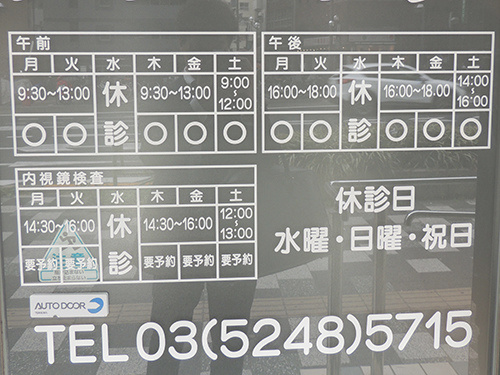 午前
月 火 水 木 金 土
9:30~13:00 休診 9:30~13:00 9:00~12:00
○ ○ ○ ○ ○
午後
月 火 水 木 金 土
16:00~18:00 休診 16:00~18.00 14:00~16:00
○ ○ ○ ○ ○
内視鏡検査
月 火 水 木 金 土
14:30~16:00 休診 14:30~16:00 12:00~13:00
要予約 要予約 要予約 要予約 要予約
休診日
水曜・日曜・祝日
AUTO DOOR
TEL 03(5248)5715